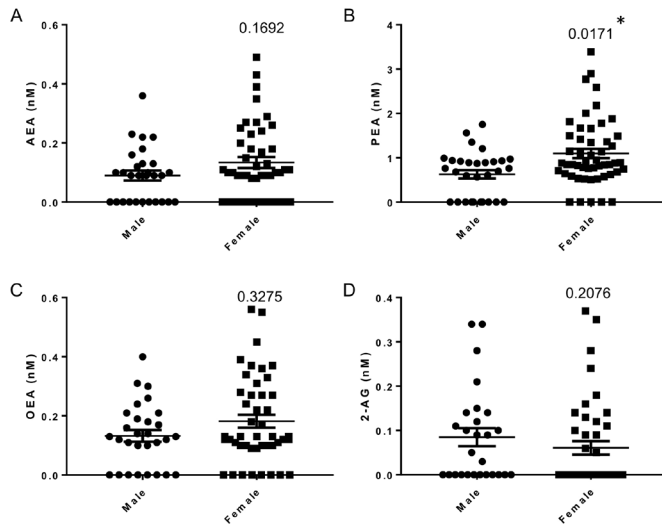 A
0.1692
0.6
0.4
0.2
0.0
AEA (nM)
Male
Female
B
0.0171 *
4
3
2
1
0
PEA (nM)
Male
Female
C
0.3275
0.6
0.4
0.2
0.0
OEA (nM)
Male
Female
D
0.2076
0.4
0.3
0.2
0.1
0.0
2-AG (nM)
Male
Female